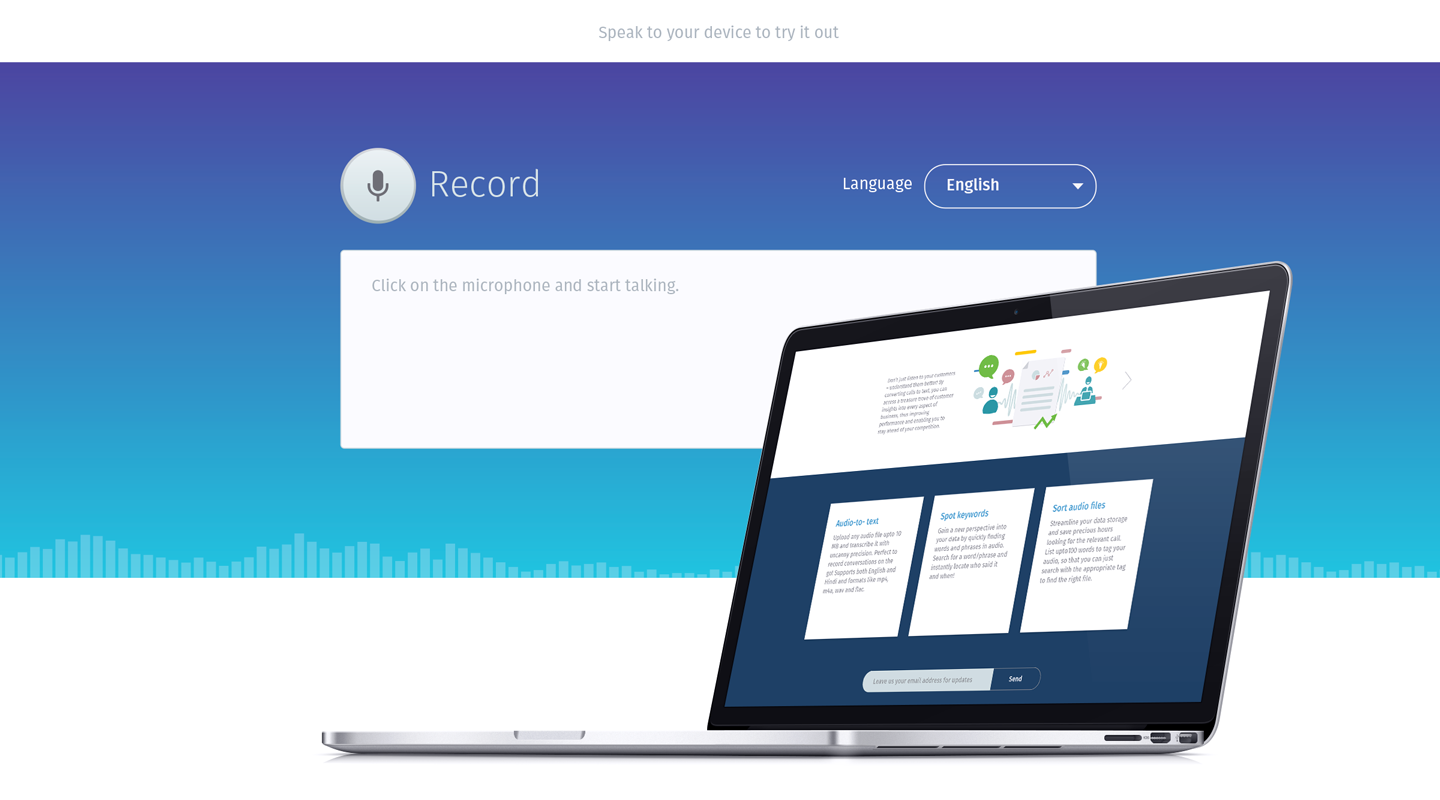 Speak to your device to try it out
Record
Language
English
Click on the microphone and start talking.
Don't just listen to your customers
- understand them better! By
converting calls to text, you can
access a treasure trove of customer
insights into every aspect of
business, thus improving
performance and enabling you to
stay ahead of your competition.
Audio-to- text
Upload any audio file upto 10
MB and transcribe it with
uncanny precision. Perfect to
record conversations on the
go! Supports both English and
Hindi and formats like mp4,
m4a, wav and flac.
Spot keywords
Gain a new perspective into
your data by quickly finding
words and phrases in audio.
Search for a word/phrase and
instantly locate who said it
and when!
Sort audio files
Streamline your data storage
and save precious hours
looking for the relevant call.
List upto100 words to tag your
audio, so that you can just
search with the appropriate tag
to find the right file.
Leave us your email address for updates
Send